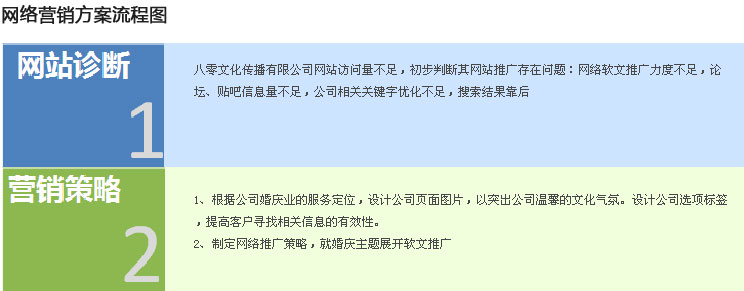 网络营销方案流程图
网站诊断
1
八零文化传播有限公司网站访问量不足，初步判断其网站推广存在问题：网络软文推广力度不足，论
坛、贴吧信息量不足，公司相关关键字优化不足，搜索结果靠后
营销策略
2
1、根据公司婚庆业的服务定位，设计公司页面图片，以突出公司温馨的文化气氛。设计公司选项标签
，提高客户寻找相关信息的有效性。
2、制定网络推广策略，就婚庆主题展开软文推广